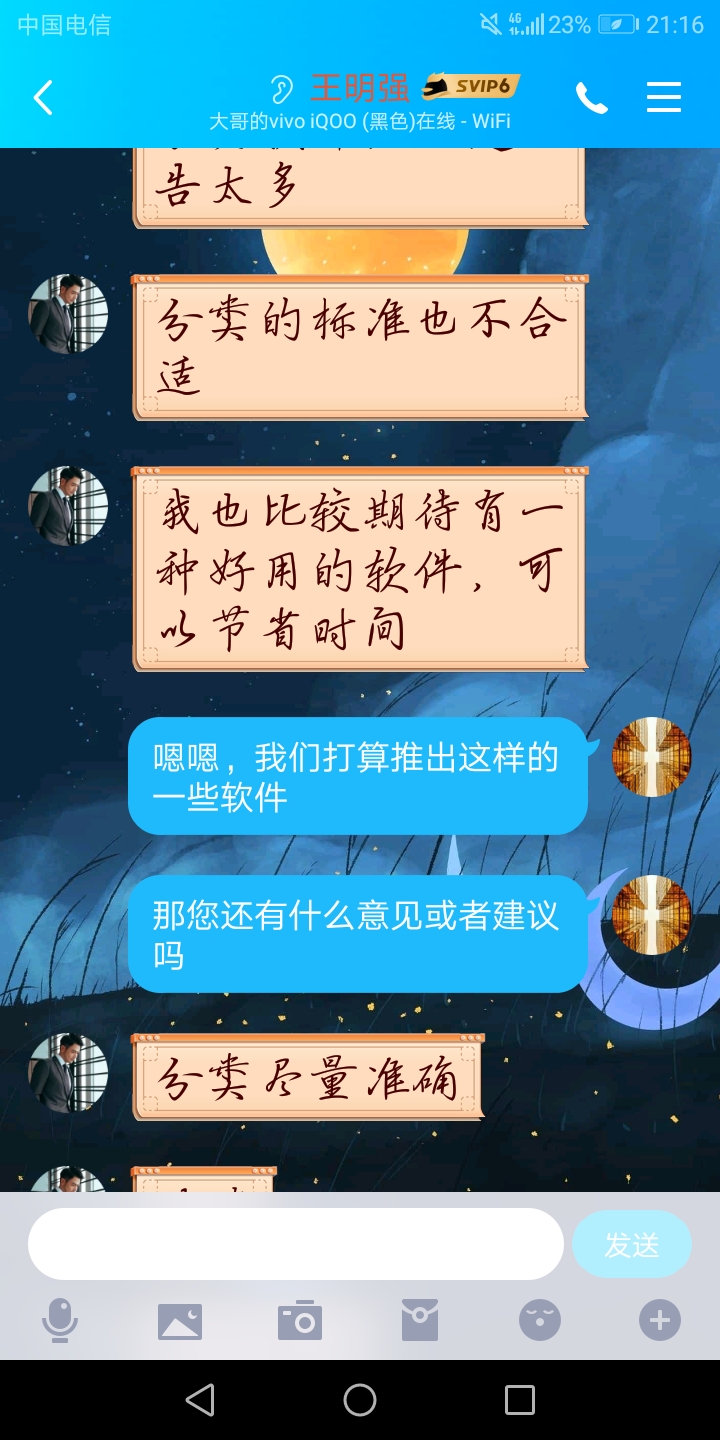 中国电信
4G
23%
21:16
王明强
SVIP6
大哥的vivo iQOO (黑色)在线 - WiFi
告太多
分类的标准也不合
适
我也比较期待有一
种好用的软件，可
以节省时间
嗯嗯，我们打算推出这样的
一些软件
那您还有什么意见或者建议
吗
分类尽量准确
发送